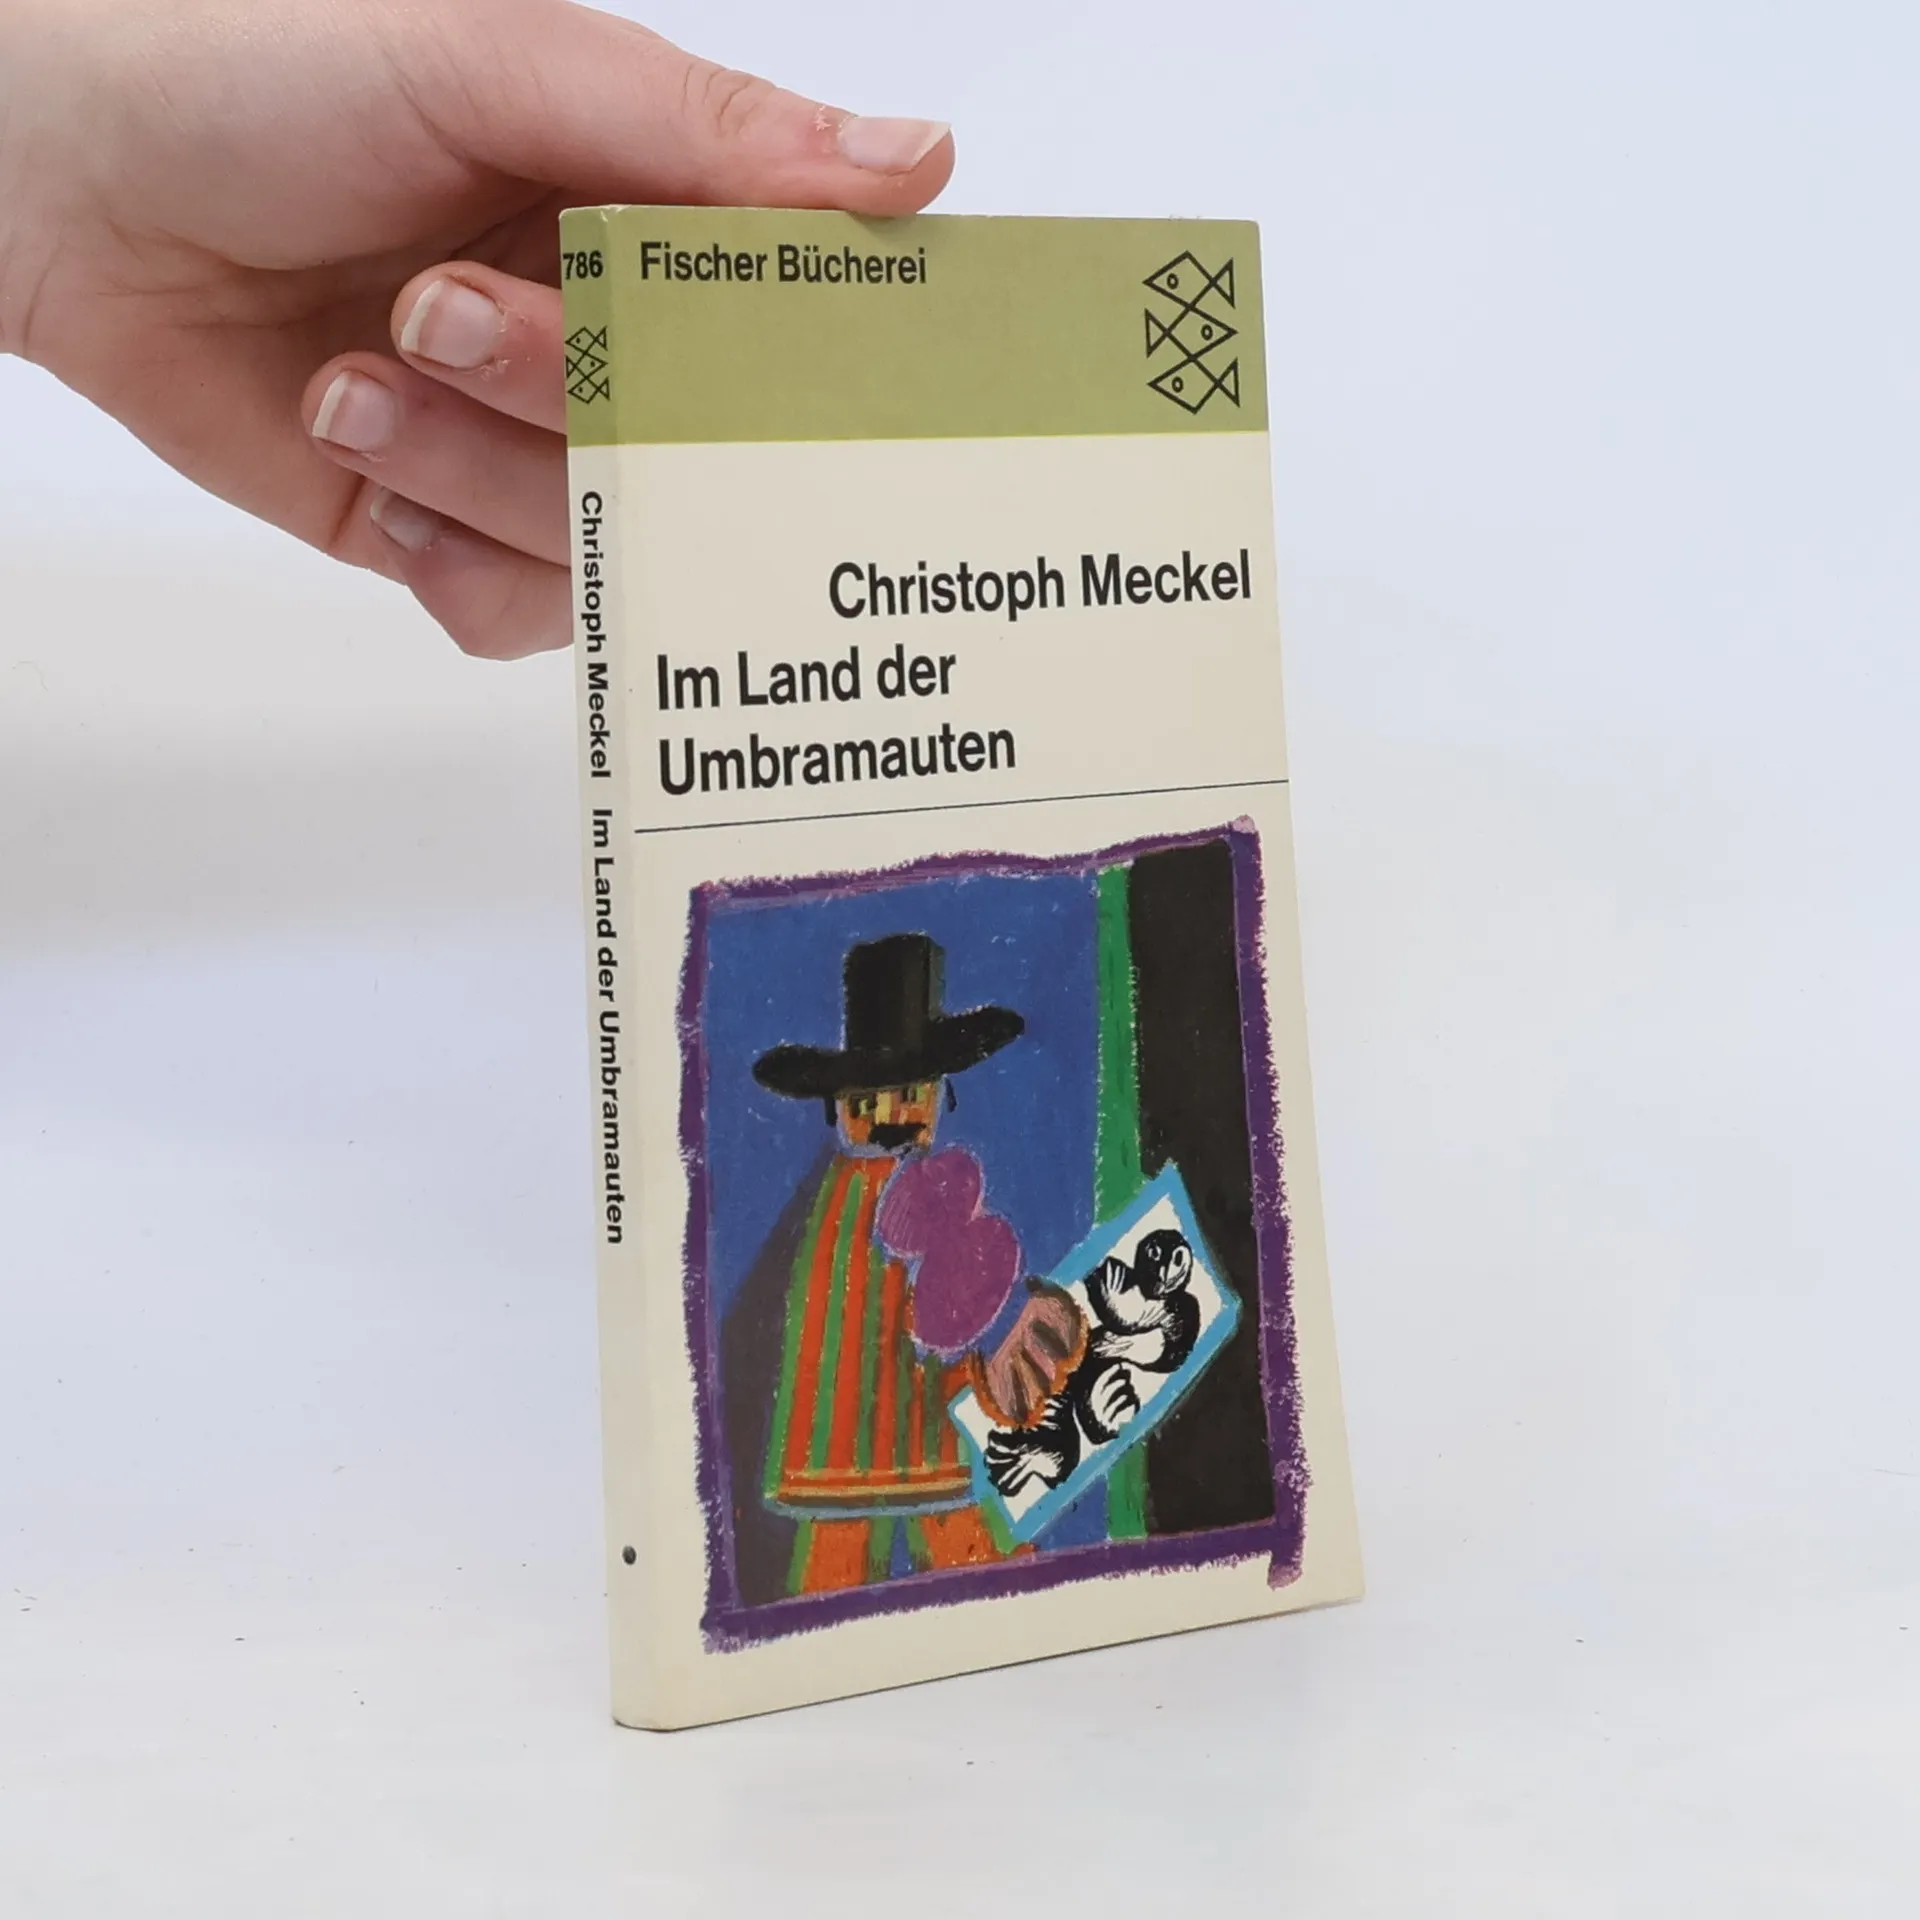 786
Fischer Bücherei
Christoph Meckel
Im Land der
Umbramauten
Christoph Meckel Im Land der Umbramauten